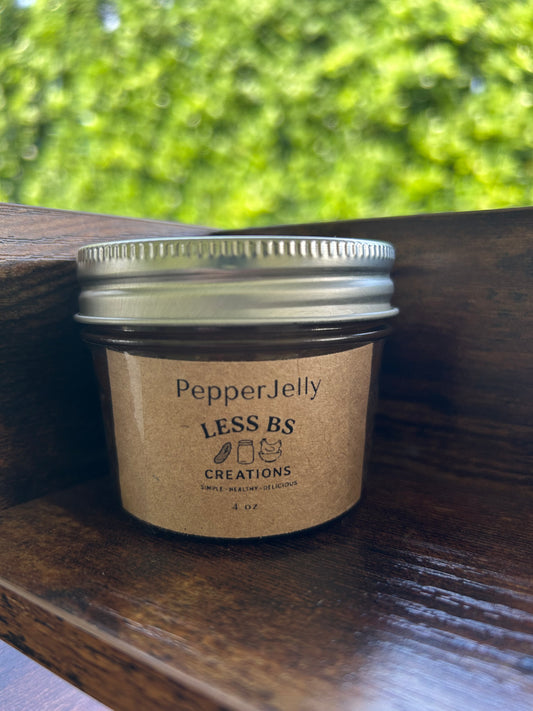 PepperJelly
LESS BS
CREATIONS
SIMPLE-HEALTHY-DELICIOUS
4 oz